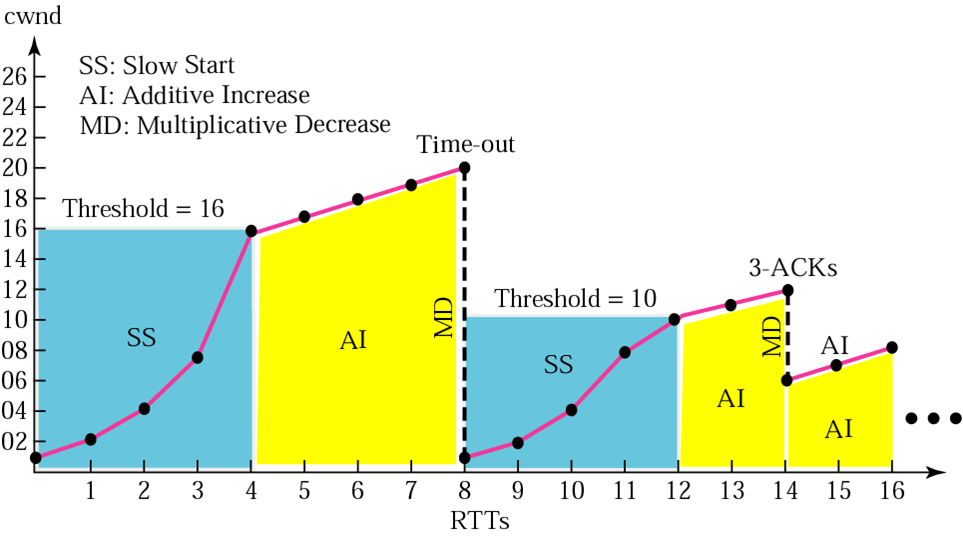 cwnd
SS: Slow Start
AI: Additive Increase
MD: Multiplicative Decrease
26
24
22
20
18
16
14
12
10
08
06
04
02
Time-out
Threshold = 16
3-ACKs
Threshold = 10
SS
AI
MD
SS
AI
MD
AI
AI
1 2 3 4 5 6 7 8 9 10 11 12 13 14 15 16
RTTs